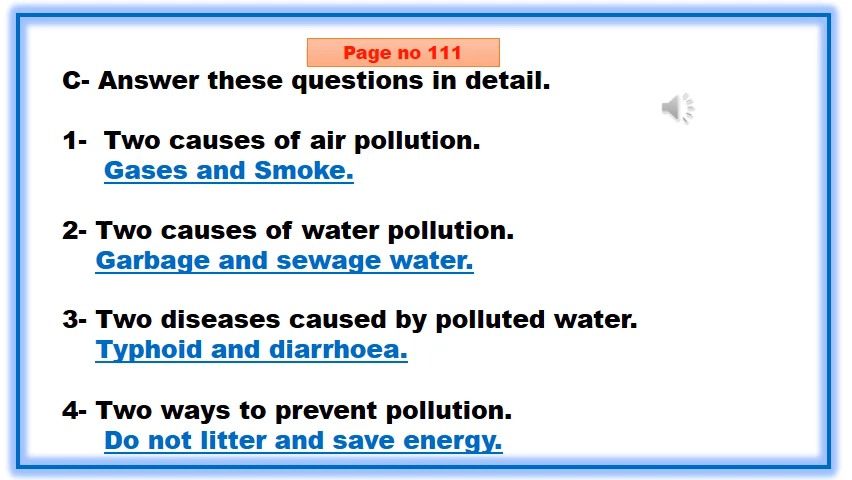 Page no 111
C- Answer these questions in detail.
1- Two causes of air pollution.
Gases and Smoke.
2- Two causes of water pollution.
Garbage and sewage water.
3- Two diseases caused by polluted water.
Typhoid and diarrhoea.
4- Two ways to prevent pollution.
Do not litter and save energy.